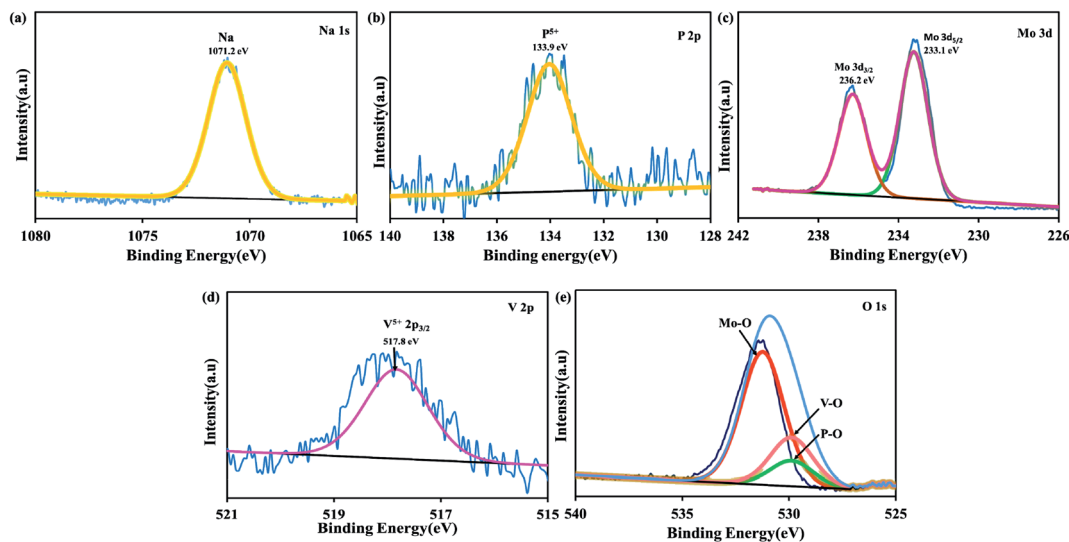 (a)
Na 1s
Na
1071.2 eV
Intensity(a.u)
1080 1075 1070 1065
Binding Energy(eV)
(b)
P 2p
P⁵⁺
133.9 eV
Intensity(a.u)
140 138 136 134 132 130 128
Binding energy(eV)
(c)
Mo 3d
Mo 3d₅/₂
233.1 eV
Mo 3d₃/₂
236.2 eV
Intensity(a.u)
242 238 234 230 226
Binding Energy(eV)
(d)
V 2p
V⁵⁺ 2p₃/₂
517.8 eV
Intensity(a.u)
521 519 517 515
Binding Energy(eV)
(e)
O 1s
Mo-O
V-O
P-O
Intensity(a.u)
540 535 530 525
Binding Energy(eV)